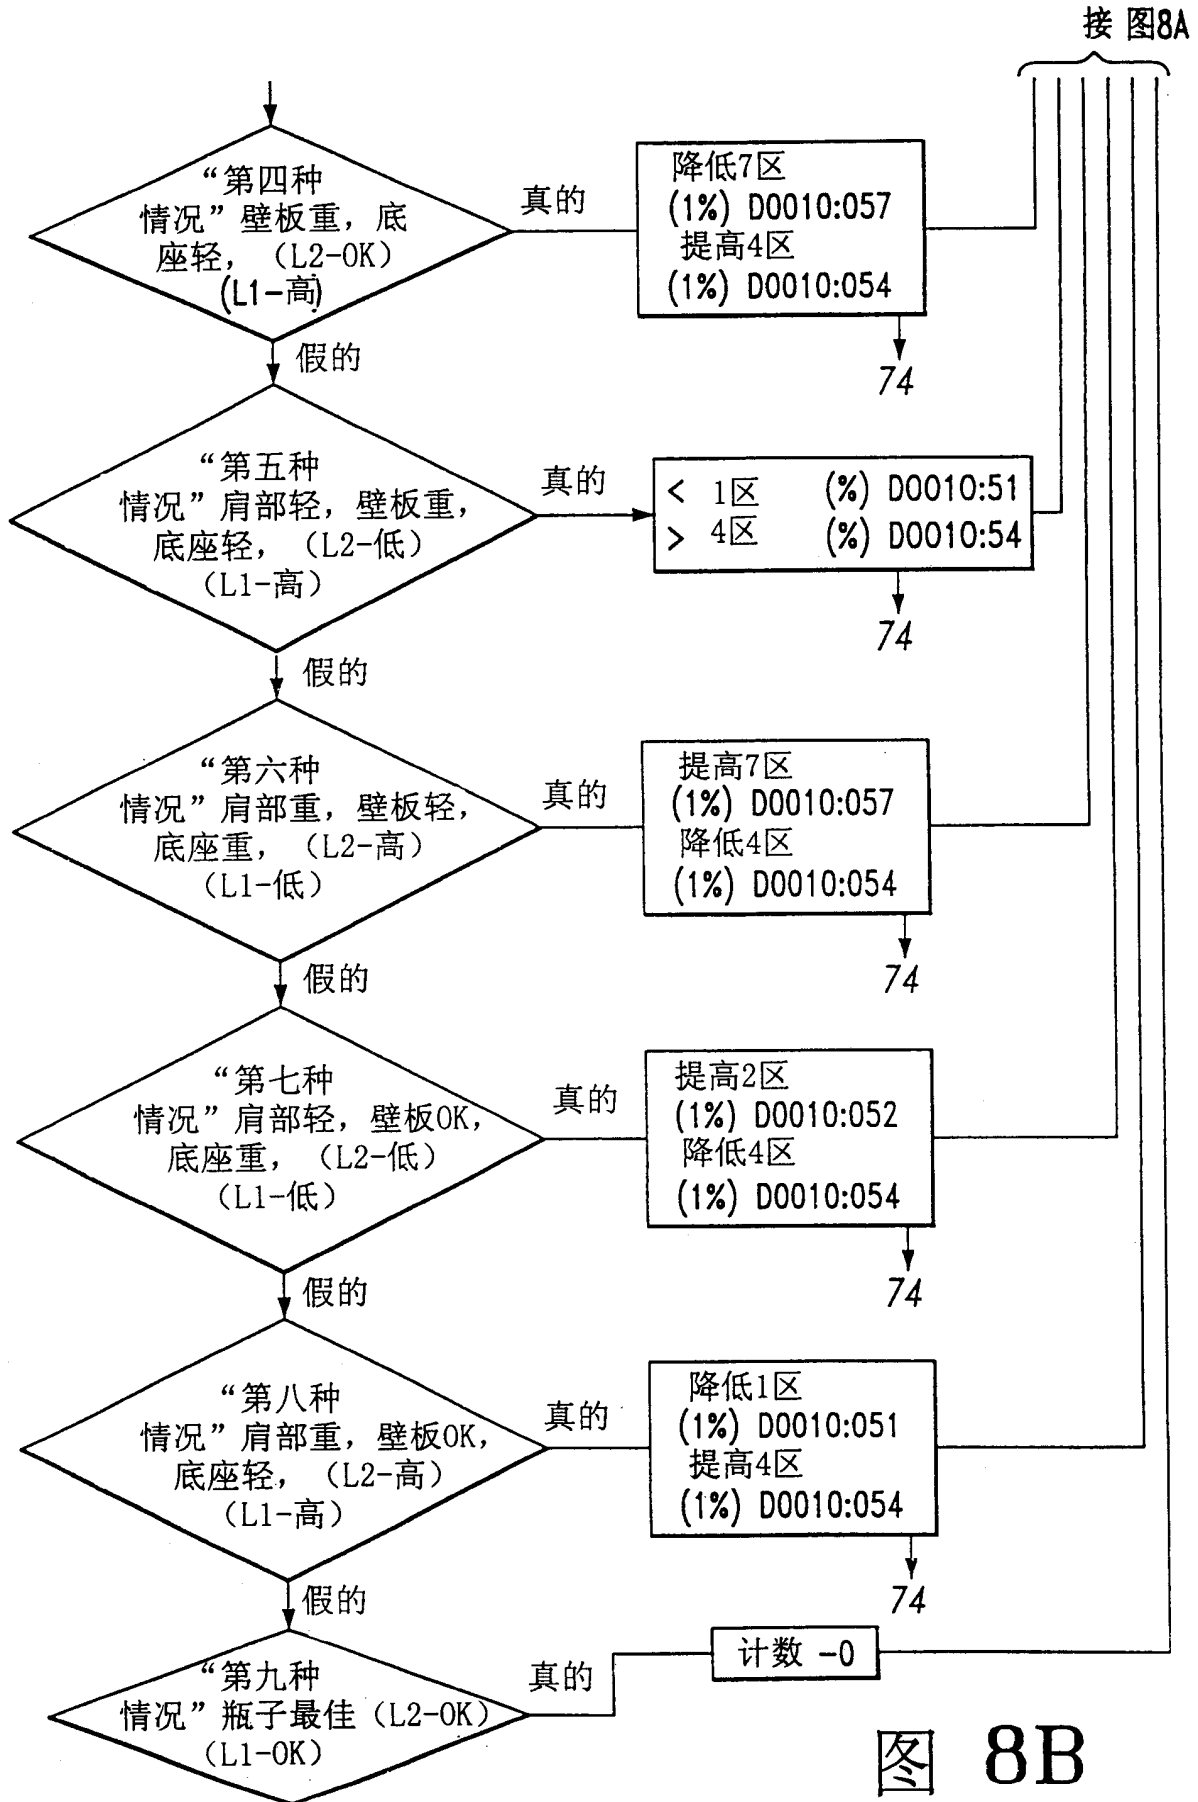 接 图8A
“第四种
情况”壁板重，底
座轻，（L2-OK）
(L1-高)
真的
降低7区
(1%) D0010:057
提高4区
(1%) D0010:054
74
假的
“第五种
情况”肩部轻，壁板重，
底座轻，（L2-低）
（L1-高）
真的
< 1区 (%) D0010:51
> 4区 (%) D0010:54
74
假的
“第六种
情况”肩部重，壁板轻，
底座重，（L2-高）
（L1-低）
真的
提高7区
(1%) D0010:057
降低4区
(1%) D0010:054
74
假的
“第七种
情况”肩部轻，壁板OK，
底座重，（L2-低）
（L1-低）
真的
提高2区
(1%) D0010:052
降低4区
(1%) D0010:054
74
假的
“第八种
情况”肩部重，壁板OK，
底座轻，（L2-高）
（L1-高）
真的
降低1区
(1%) D0010:051
提高4区
(1%) D0010:054
74
假的
“第九种
情况”瓶子最佳（L2-OK）
（L1-OK）
真的
计数 -0
图 8B